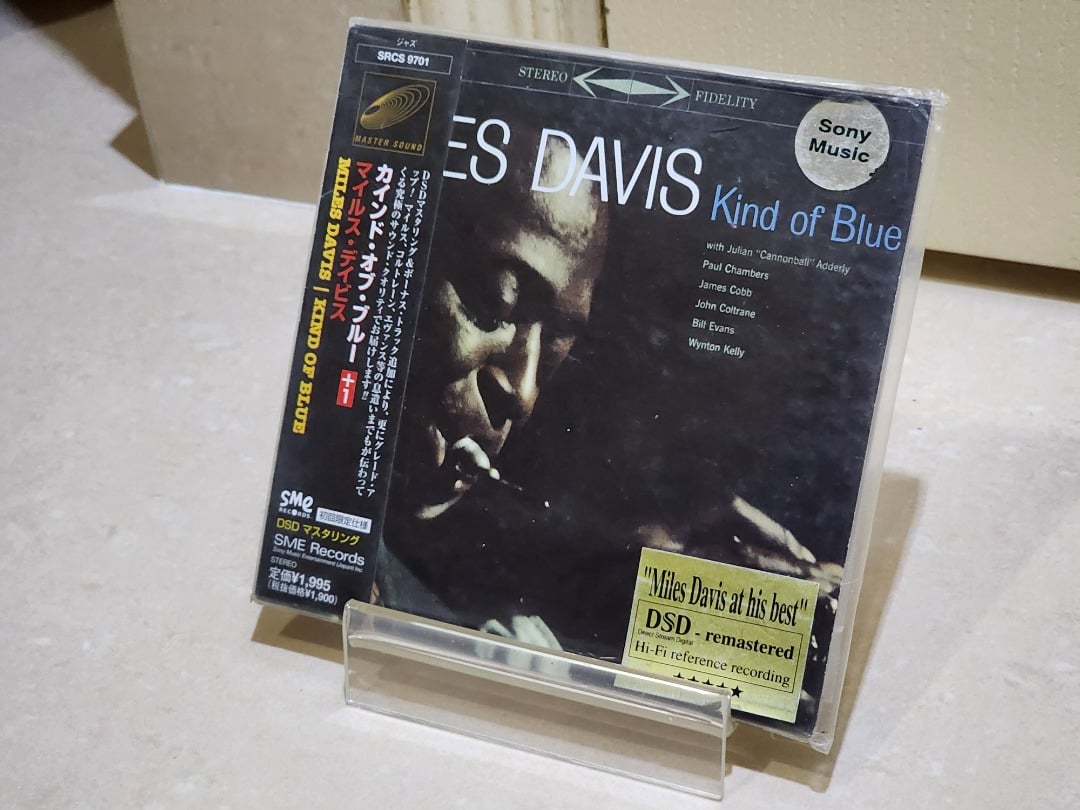 ジャズ
SRCS 9701
MASTER SOUND
DSDマスタリング&ボーナス・トラック追加により、更にグレード・ア
ップ!マイルス、コルトレーン、エヴァンス等の息遣いまでもが伝わって
くる究極のサウンド・クオリティでお届けします!!
カインド・オブ・ブルー +1
マイルス・デイビス
MILES DAVIS | KIND OF BLUE
sme
RECORDS
初回限定仕様
DSD マスタリング
SME Records
Sony Music Entertainment (Japan) Inc.
STEREO
定価¥1,995
(税抜価格¥1,900)
STEREO FIDELITY
ES DAVIS
Kind of Blue
Sony
Music
with Julian "Cannonball" Adderly
Paul Chambers
James Cobb
John Coltrane
Bill Evans
Wynton Kelly
"Miles Davis at his best"
DSD - remastered
Direct Stream Digital
Hi-Fi reference recording
★★★★★